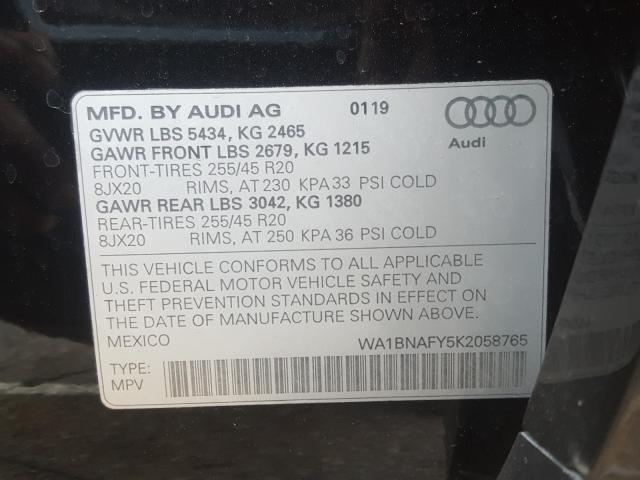 MFD. BY AUDI AG 0119
GVWR LBS 5434, KG 2465
GAWR FRONT LBS 2679, KG 1215
Audi
FRONT-TIRES 255/45 R20
8JX20 RIMS, AT 230 KPA 33 PSI COLD
GAWR REAR LBS 3042, KG 1380
REAR-TIRES 255/45 R20
8JX20 RIMS, AT 250 KPA 36 PSI COLD
THIS VEHICLE CONFORMS TO ALL APPLICABLE
U.S. FEDERAL MOTOR VEHICLE SAFETY AND
THEFT PREVENTION STANDARDS IN EFFECT ON
THE DATE OF MANUFACTURE SHOWN ABOVE.
MEXICO WA1BNAFY5K2058765
TYPE:
MPV